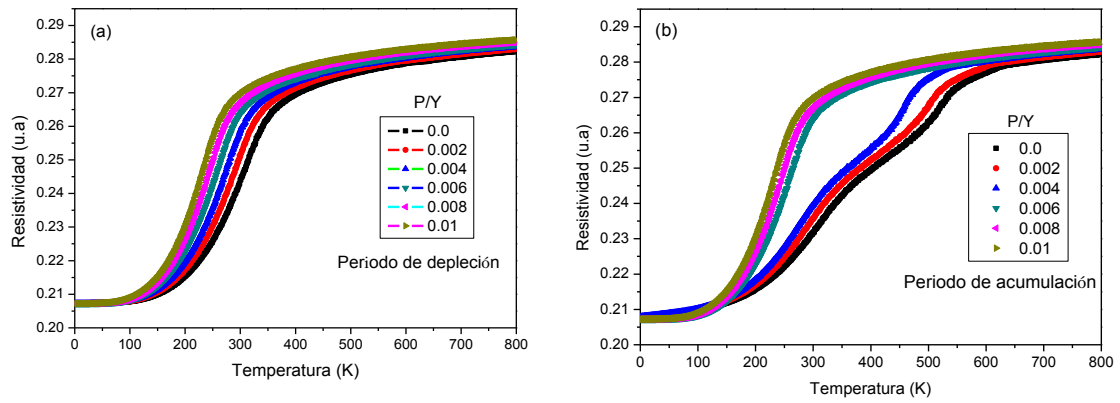 (a)
Resistividad (u.a)
0.29
0.28
0.27
0.26
0.25
0.24
0.23
0.22
0.21
0.20
P/Y
0.0
0.002
0.004
0.006
0.008
0.01
Periodo de depleción
0 100 200 300 400 500 600 700 800
Temperatura (K)
(b)
Resistividad (u.a)
0.29
0.28
0.27
0.26
0.25
0.24
0.23
0.22
0.21
0.20
P/Y
0.0
0.002
0.004
0.006
0.008
0.01
Periodo de acumulación
0 100 200 300 400 500 600 700 800
Temperatura (K)